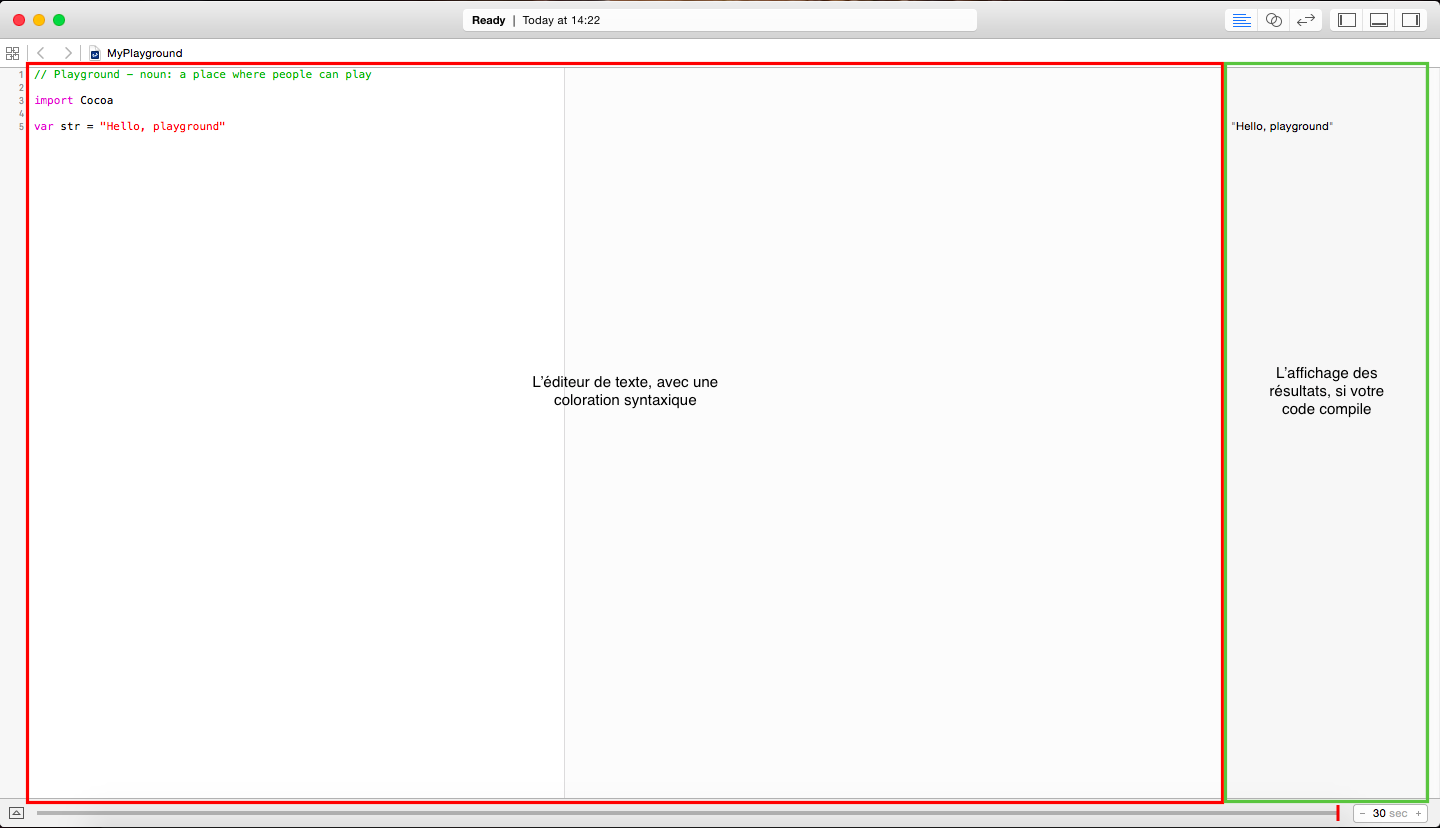 Ready | Today at 14:22
MyPlayground
1 // Playground - noun: a place where people can play
2
3 import Cocoa
4
5 var str = "Hello, playground"
"Hello, playground"
L'éditeur de texte, avec une
coloration syntaxique
L'affichage des
résultats, si votre
code compile
- 30 sec +